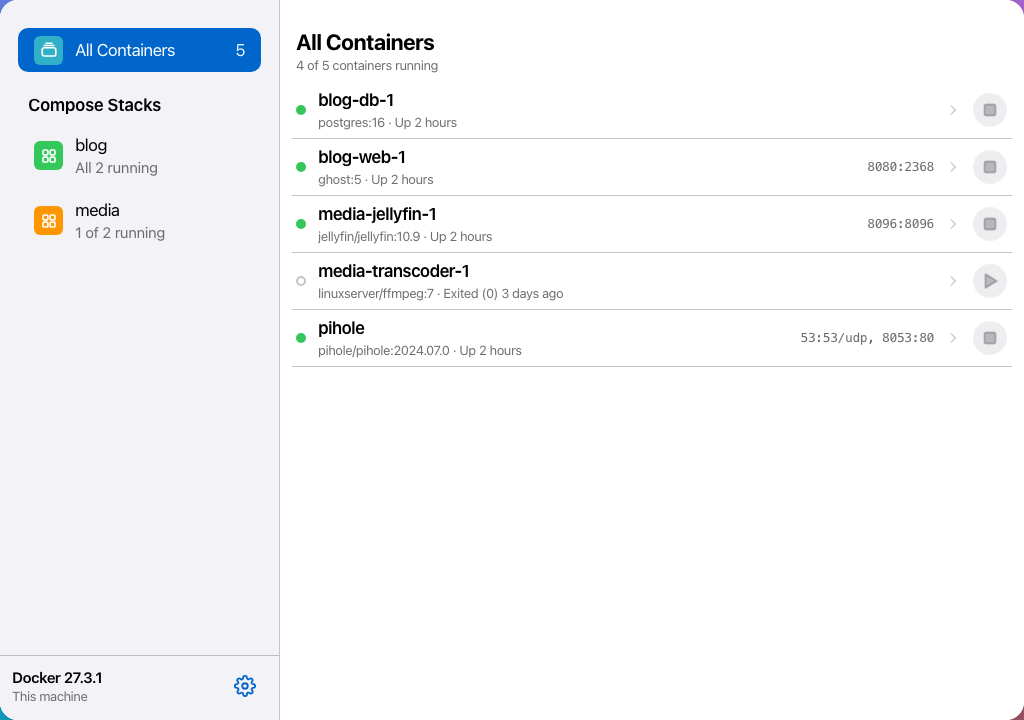 All Containers 5
Compose Stacks
blog
All 2 running
media
1 of 2 running
Docker 27.3.1
This machine
All Containers
4 of 5 containers running
blog-db-1
postgres:16 · Up 2 hours
blog-web-1
ghost:5 · Up 2 hours
8080:2368
media-jellyfin-1
jellyfin/jellyfin:10.9 · Up 2 hours
8096:8096
media-transcoder-1
linuxserver/ffmpeg:7 · Exited (0) 3 days ago
pihole
pihole/pihole:2024.07.0 · Up 2 hours
53:53/udp, 8053:80